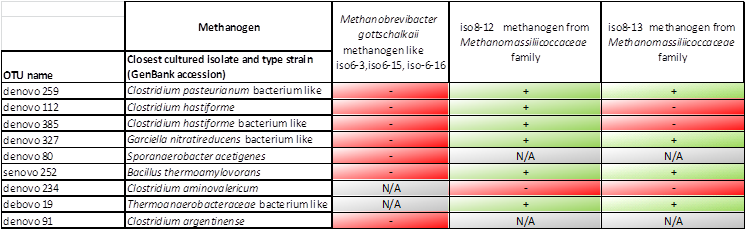 Methanogen
Methanobrevibacter
gottschalkaii
methanogen like
iso6-3,iso6-15, iso-6-16
iso8-12 methanogen from
Methanomassiliicoccaceae
family
iso8-13 methanogen from
Methanomassiliicoccaceae
family
OTU name
Closest cultured isolate and type strain
(GenBank accession)
denovo 259 Clostridium pasteurianum bacterium like - + +
denovo 112 Clostridium hastiforme - + -
denovo 385 Clostridium hastiforme bacterium like - + -
denovo 327 Garciella nitratireducens bacterium like - + +
denovo 80 Sporanaerobacter acetigenes - N/A N/A
senovo 252 Bacillus thermoamylovorans - + +
denovo 234 Clostridium aminovalericum N/A - -
debovo 19 Thermoanaerobacteraceae bacterium like N/A + +
denovo 91 Clostridium argentinense - N/A N/A